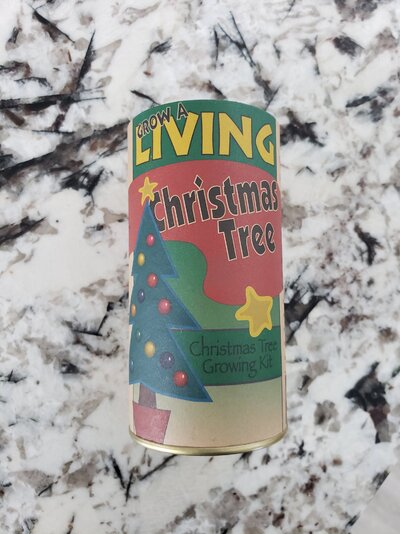 GROW A
LIVING
Christmas
Tree
Christmas Tree
Growing Kit